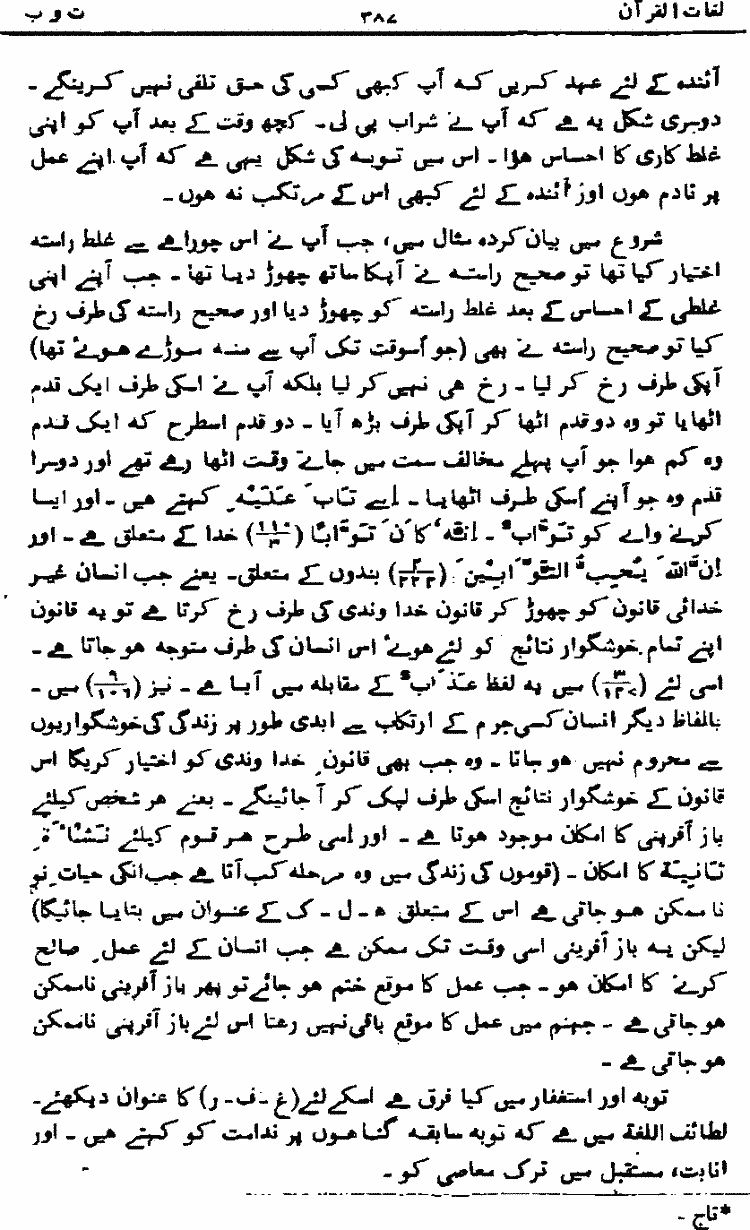 لغات القرآن ۳۸۷ ت و ب
آئندہ کے لئے عہد کریں کہ آپ کبھی کسی کی حق تلفی نہیں کرینگے ۔
دوسری شکل یہ ہے کہ آپ نے شراب پی لی ۔ کچھ وقت کے بعد آپ کو اپنی
غلط کاری کا احساس ہؤا ۔ اس میں توبہ کی شکل یہی ہے کہ آپ اپنے عمل
پر نادم ہوں اور آئندہ کے لئے کبھی اس کے مرتکب نہ ہوں ۔
شروع میں بیان کردہ مثال میں، جب آپ نے اس چوراہے سے غلط راستہ
اختیار کیا تھا تو صحیح راستہ نے آپکا ساتھ چھوڑ دیا تھا ۔ جب آپنے اپنی
غلطی کے احساس کے بعد غلط راستہ کو چھوڑ دیا اور صحیح راستہ کی طرف رخ
کیا تو صحیح راستہ نے بھی (جو اُسوقت تک آپ سے منہ موڑے ہوئے تھا)
آپکی طرف رخ کر لیا ۔ رخ ہی نہیں کر لیا بلکہ آپ نے اسکی طرف ایک قدم
اٹھایا تو وہ دو قدم اٹھا کر آپکی طرف بڑھ آیا ۔ دو قدم اسطرح کہ ایک قدم
وہ کم ہوا جو آپ پہلے مخالف سمت میں جاتے وقت اٹھا رہے تھے اور دوسرا
قدم وہ جو آپنے اُسکی طرف اٹھایا ۔ اِسے تَابَ عَلَیْہِ کہتے ہیں ۔ اور ایسا
کرنے والے کو تَوَّابٌ ۔ اِنَّہٗ کَانَ تَوَّابًا (۱۱۰/۳) خدا کے متعلق ہے ۔ اور
اِنَّ اللّٰہَ یُحِبُّ التَّوَّابِیْنَ (۲/۲۲۲) بندوں کے متعلق ۔ یعنے جب انسان غیر
خدائی قانون کو چھوڑ کر قانون خدا وندی کی طرف رخ کرتا ہے تو یہ قانون
اپنے تمام خوشگوار نتائج کو لئے ہوئے اس انسان کی طرف متوجہ ہو جاتا ہے ۔
اسی لئے (۳/۱۲۷) میں یہ لفظ عَذَابٌ کے مقابلہ میں آیا ہے ۔ نیز (۹/۱۰۶) میں ۔
بالفاظ دیگر انسان کسی جرم کے ارتکاب سے ابدی طور پر زندگی کی خوشگواریوں
سے محروم نہیں ہو جاتا ۔ وہ جب بھی قانونِ خدا وندی کو اختیار کریگا اس
قانون کے خوشگوار نتائج اسکی طرف لپک کر آ جائینگے ۔ یعنے ہر شخص کیلئے
باز آفرینی کا امکان موجود ہوتا ہے ۔ اور اِسی طرح ہر قوم کیلئے نَشْأَۃِ
ثَانِیَۃ کا امکان ۔ (قوموں کی زندگی میں وہ مرحلہ کب آتا ہے جب انکی حیاتِ نو
نا ممکن ہو جاتی ہے اس کے متعلق ھ ۔ ل ۔ ک کے عنوان میں بتایا جائیگا)
لیکن یہ باز آفرینی اسی وقت تک ممکن ہے جب انسان کے لئے عملِ صالح
کرنے کا امکان ہو ۔ جب عمل کا موقع ختم ہو جائے تو پھر باز آفرینی ناممکن
ہو جاتی ہے ۔ جہنم میں عمل کا موقع باقی نہیں رہتا اس لئے باز آفرینی ناممکن
ہو جاتی ہے ۔
توبہ اور استغفار میں کیا فرق ہے اسکے لئے (غ ۔ ف ۔ ر) کا عنوان دیکھئے ۔
لطائف اللغۃ میں ہے کہ توبہ سابقہ گناہوں پر ندامت کو کہتے ہیں ۔ اور
انابت، مستقبل میں ترک معاصی کو ۔
*تاج ۔